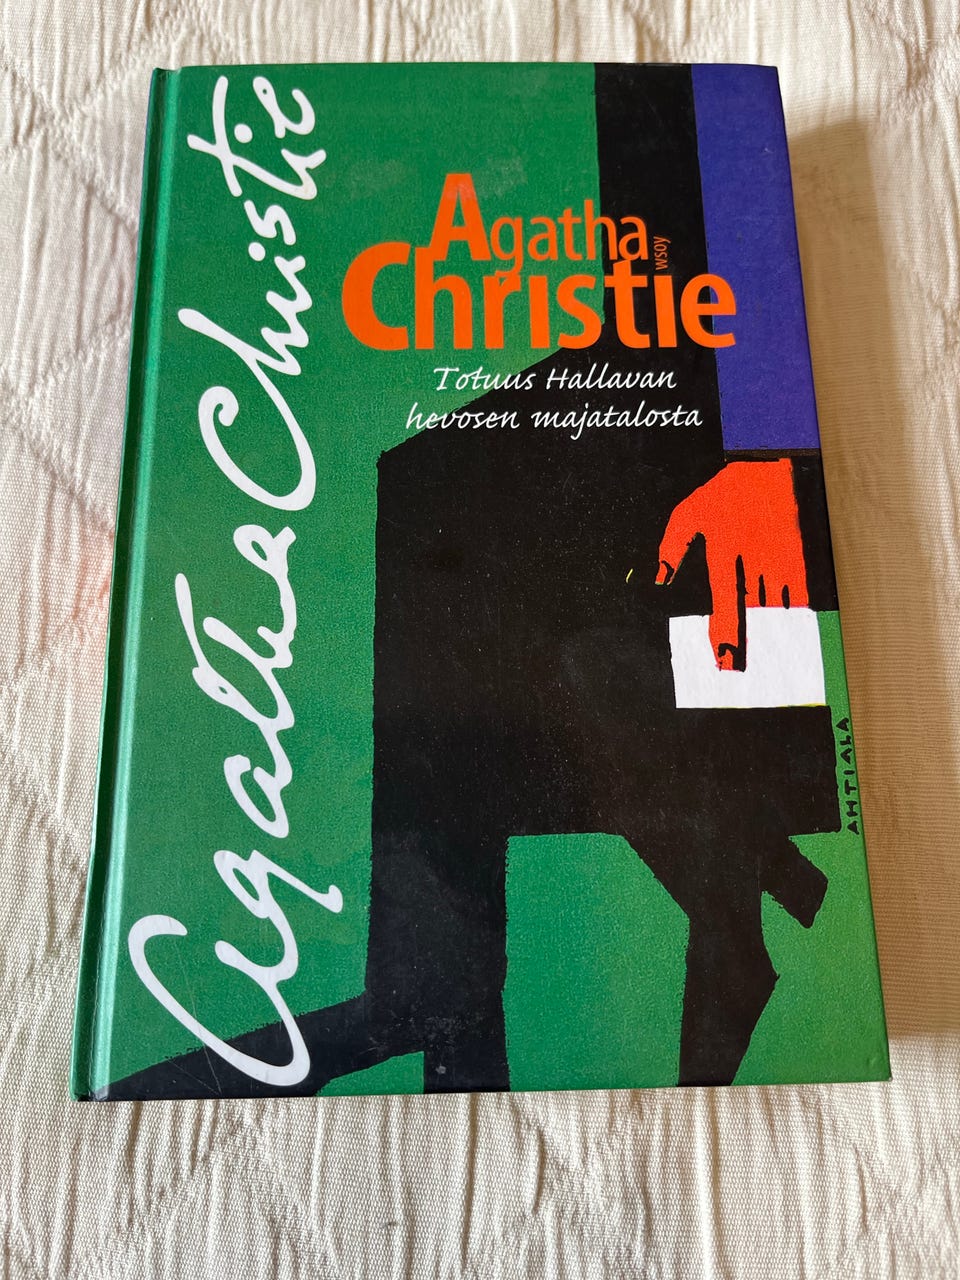 Agatha Christie
Agatha
wsoy
Christie
Totuus Hallavan
hevosen majatalosta
AHTIALA